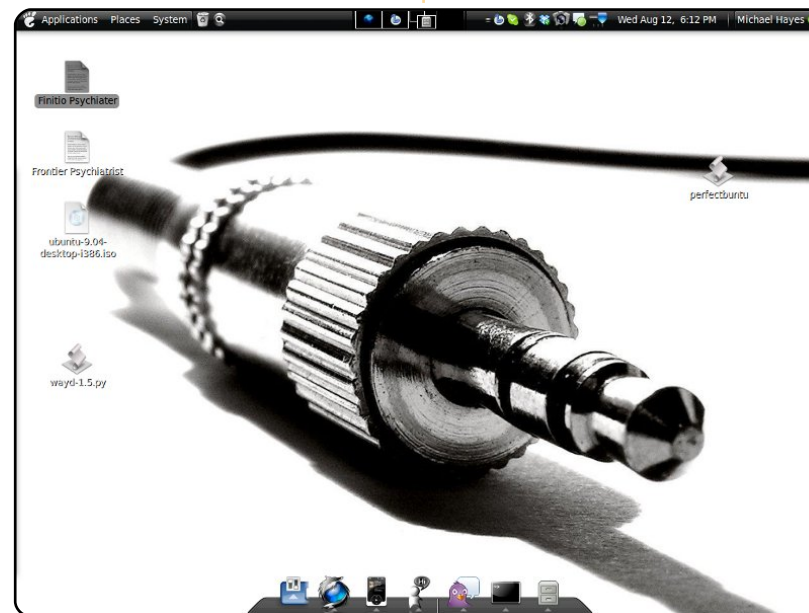 Applications Places System Wed Aug 12, 6:12 PM Michael Hayes
Finitio Psychiater
Frontier Psychiatrist
perfectbuntu
ubuntu-9.04-
desktop-i386.iso
wayd-1.5.py
Hi